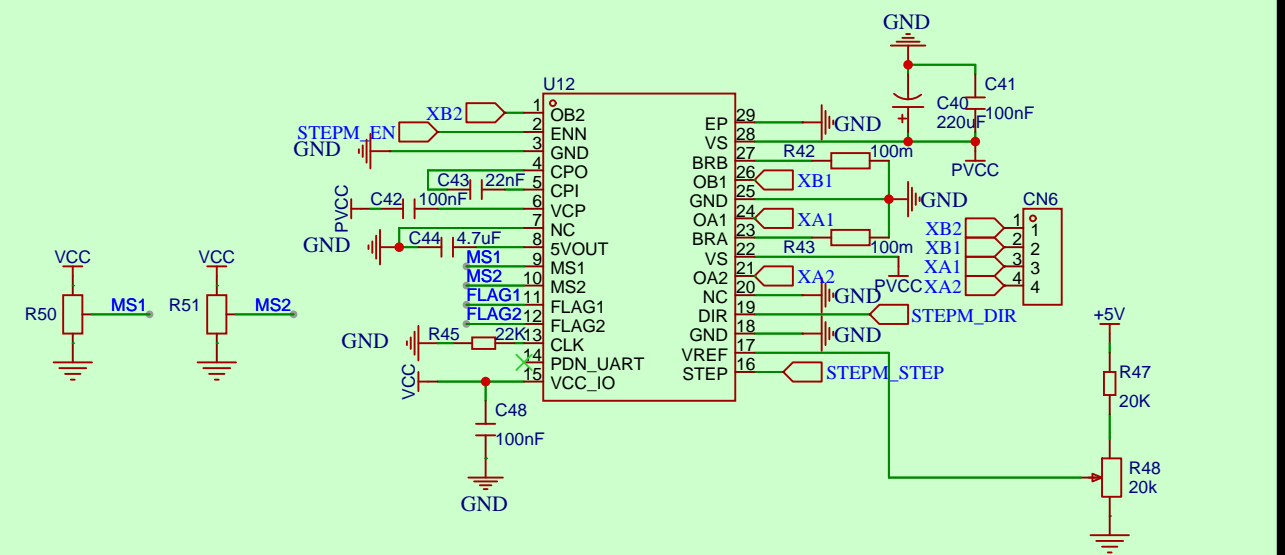 GND
C41
100nF
C40
220uF
PVCC
U12
XB2
1
OB2
STEPM_EN
2
ENN
GND
3
GND
4
CPO
C43
22nF
5
CPI
PVCC
C42
100nF
6
VCP
7
NC
GND
C44
4.7uF
8
5VOUT
MS1
9
MS1
MS2
10
MS2
FLAG1
11
FLAG1
FLAG2
12
FLAG2
GND
R45
22K
13
CLK
14
PDN_UART
VCC
15
VCC_IO
C48
100nF
GND
EP
29
GND
VS
28
BRB
27
R42
100m
OB1
26
XB1
GND
25
GND
OA1
24
XA1
BRA
23
R43
100m
VS
22
PVCC
OA2
21
XA2
NC
20
GND
DIR
19
STEPM_DIR
GND
18
GND
VREF
17
STEP
16
STEPM_STEP
CN6
XB2
1
1
XB1
2
2
XA1
3
3
XA2
4
4
VCC
R50
MS1
VCC
R51
MS2
+5V
R47
20K
R48
20k